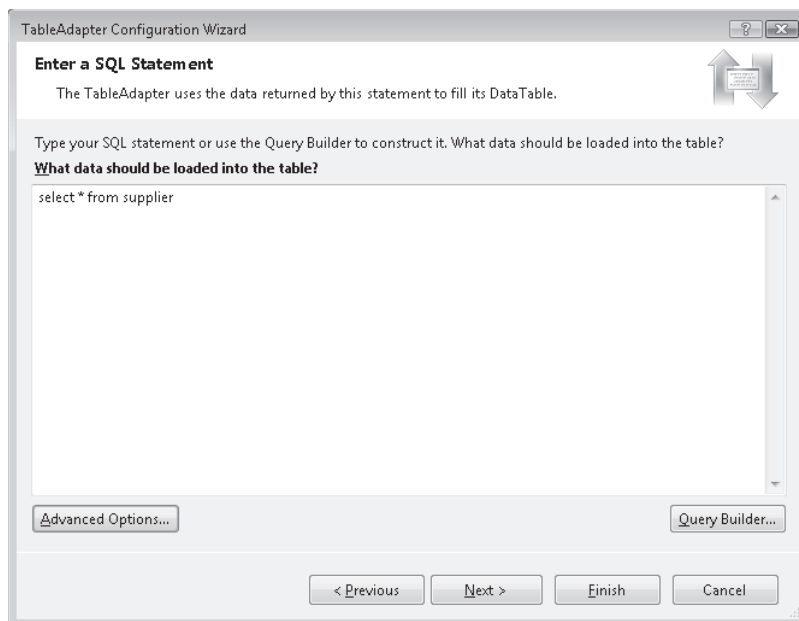 TableAdapter Configuration Wizard
?
Enter a SQL Statement
The TableAdapter uses the data returned by this statement to fill its DataTable.
Type your SQL statement or use the Query Builder to construct it. What data should be loaded into the table?
What data should be loaded into the table?
select * from supplier
Advanced Options...
Query Builder...
< Previous
Next >
Finish
Cancel